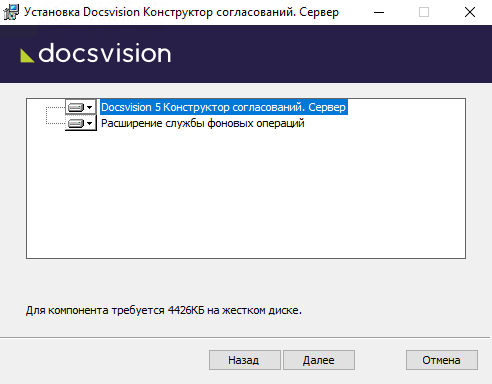 Установка Docsvision Конструктор согласований. Сервер
docsvision
Docsvision 5 Конструктор согласований. Сервер
Расширение службы фоновых операций
Для компонента требуется 4426КБ на жестком диске.
Назад Далее Отмена